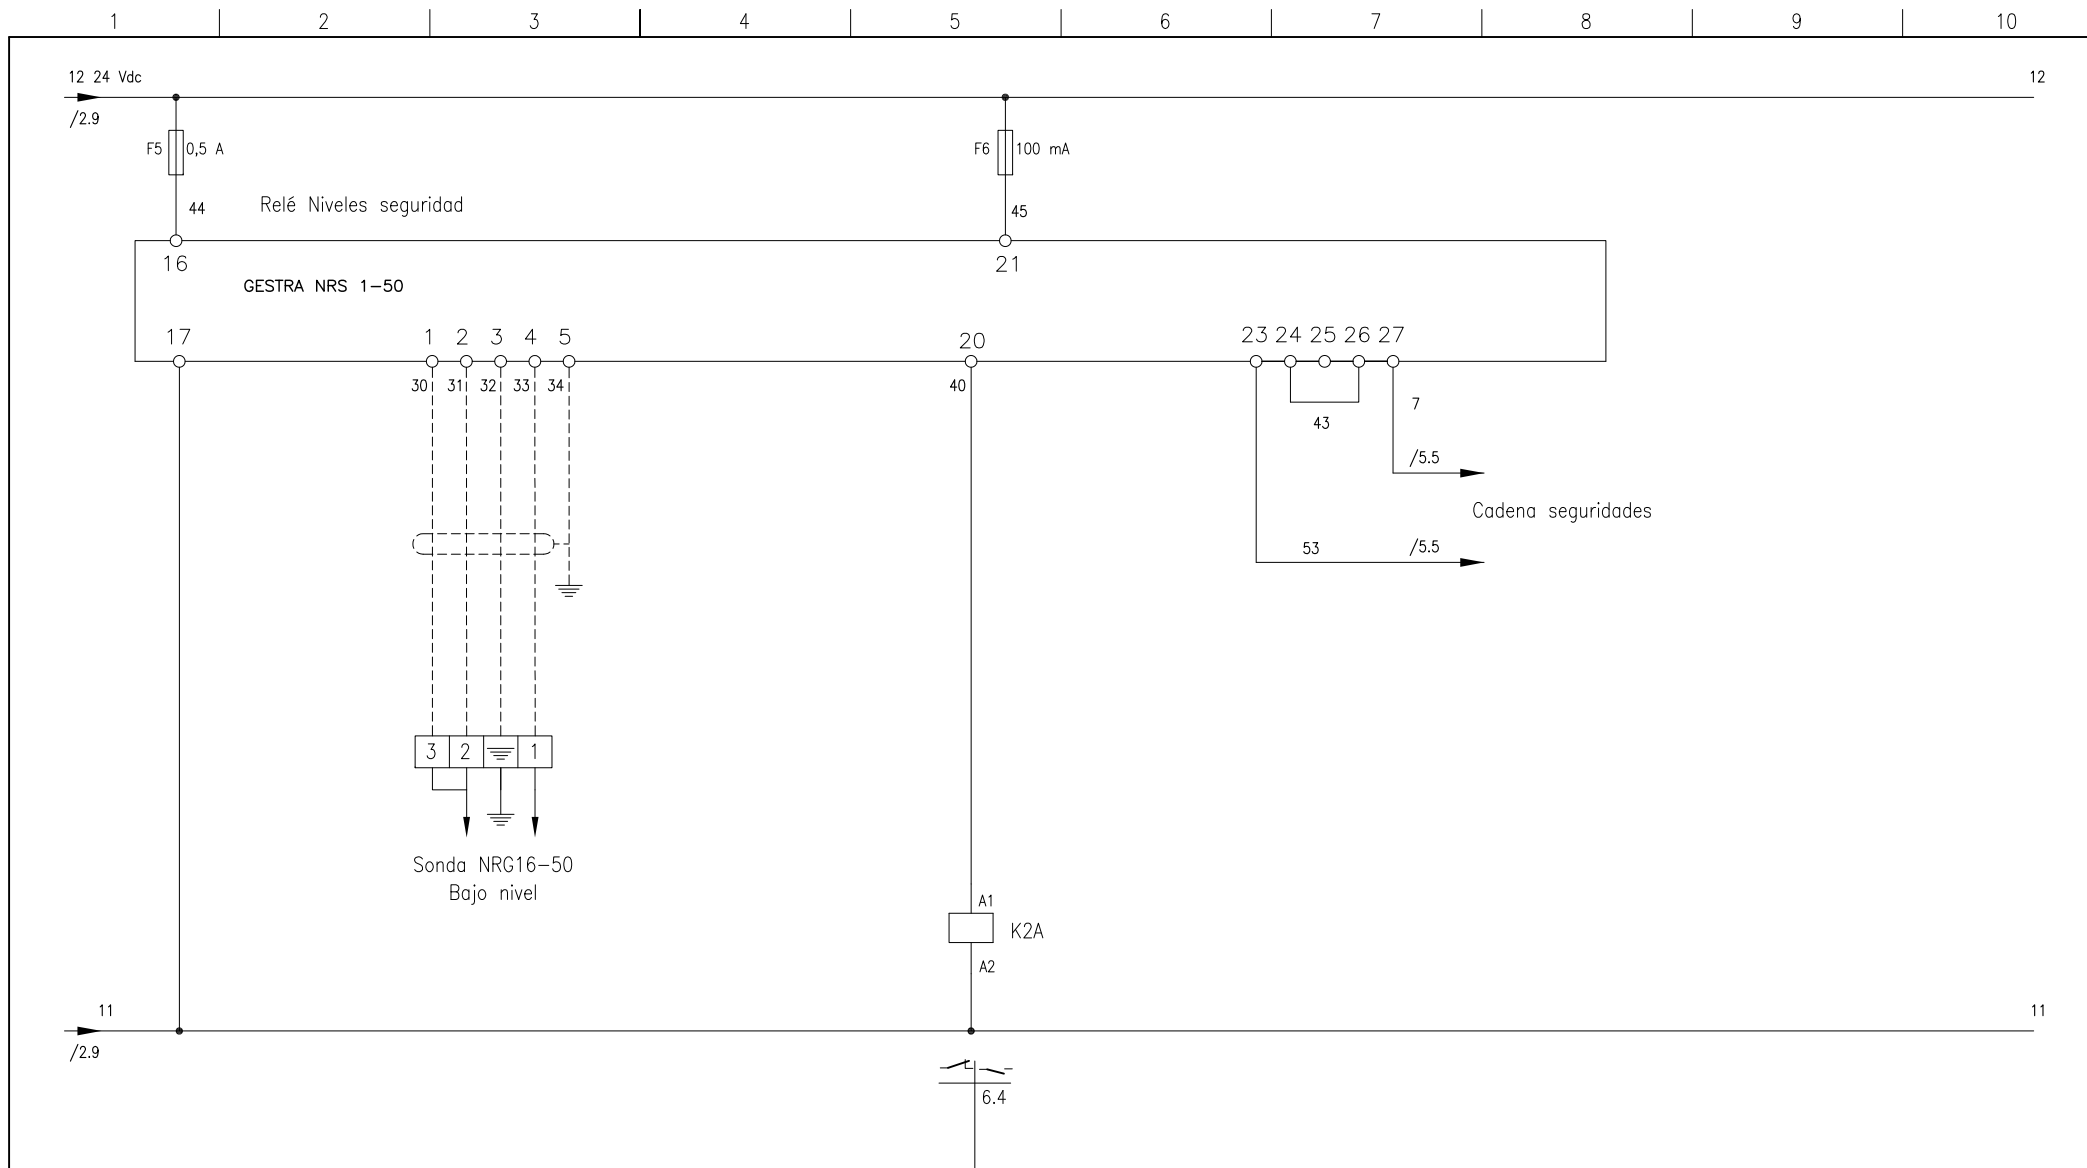 1 2 3 4 5 6 7 8 9 10
12 24 Vdc 12
/2.9
F5 0,5 A F6 100 mA
44 Relé Niveles seguridad 45
16 21
GESTRA NRS 1-50
17 1 2 3 4 5 20 23 24 25 26 27
30 31 32 33 34 40
7
43
/5.5
Cadena seguridades
53 /5.5
3 2 1
Sonda NRG16-50
Bajo nivel
A1
K2A
A2
11 11
/2.9
6.4